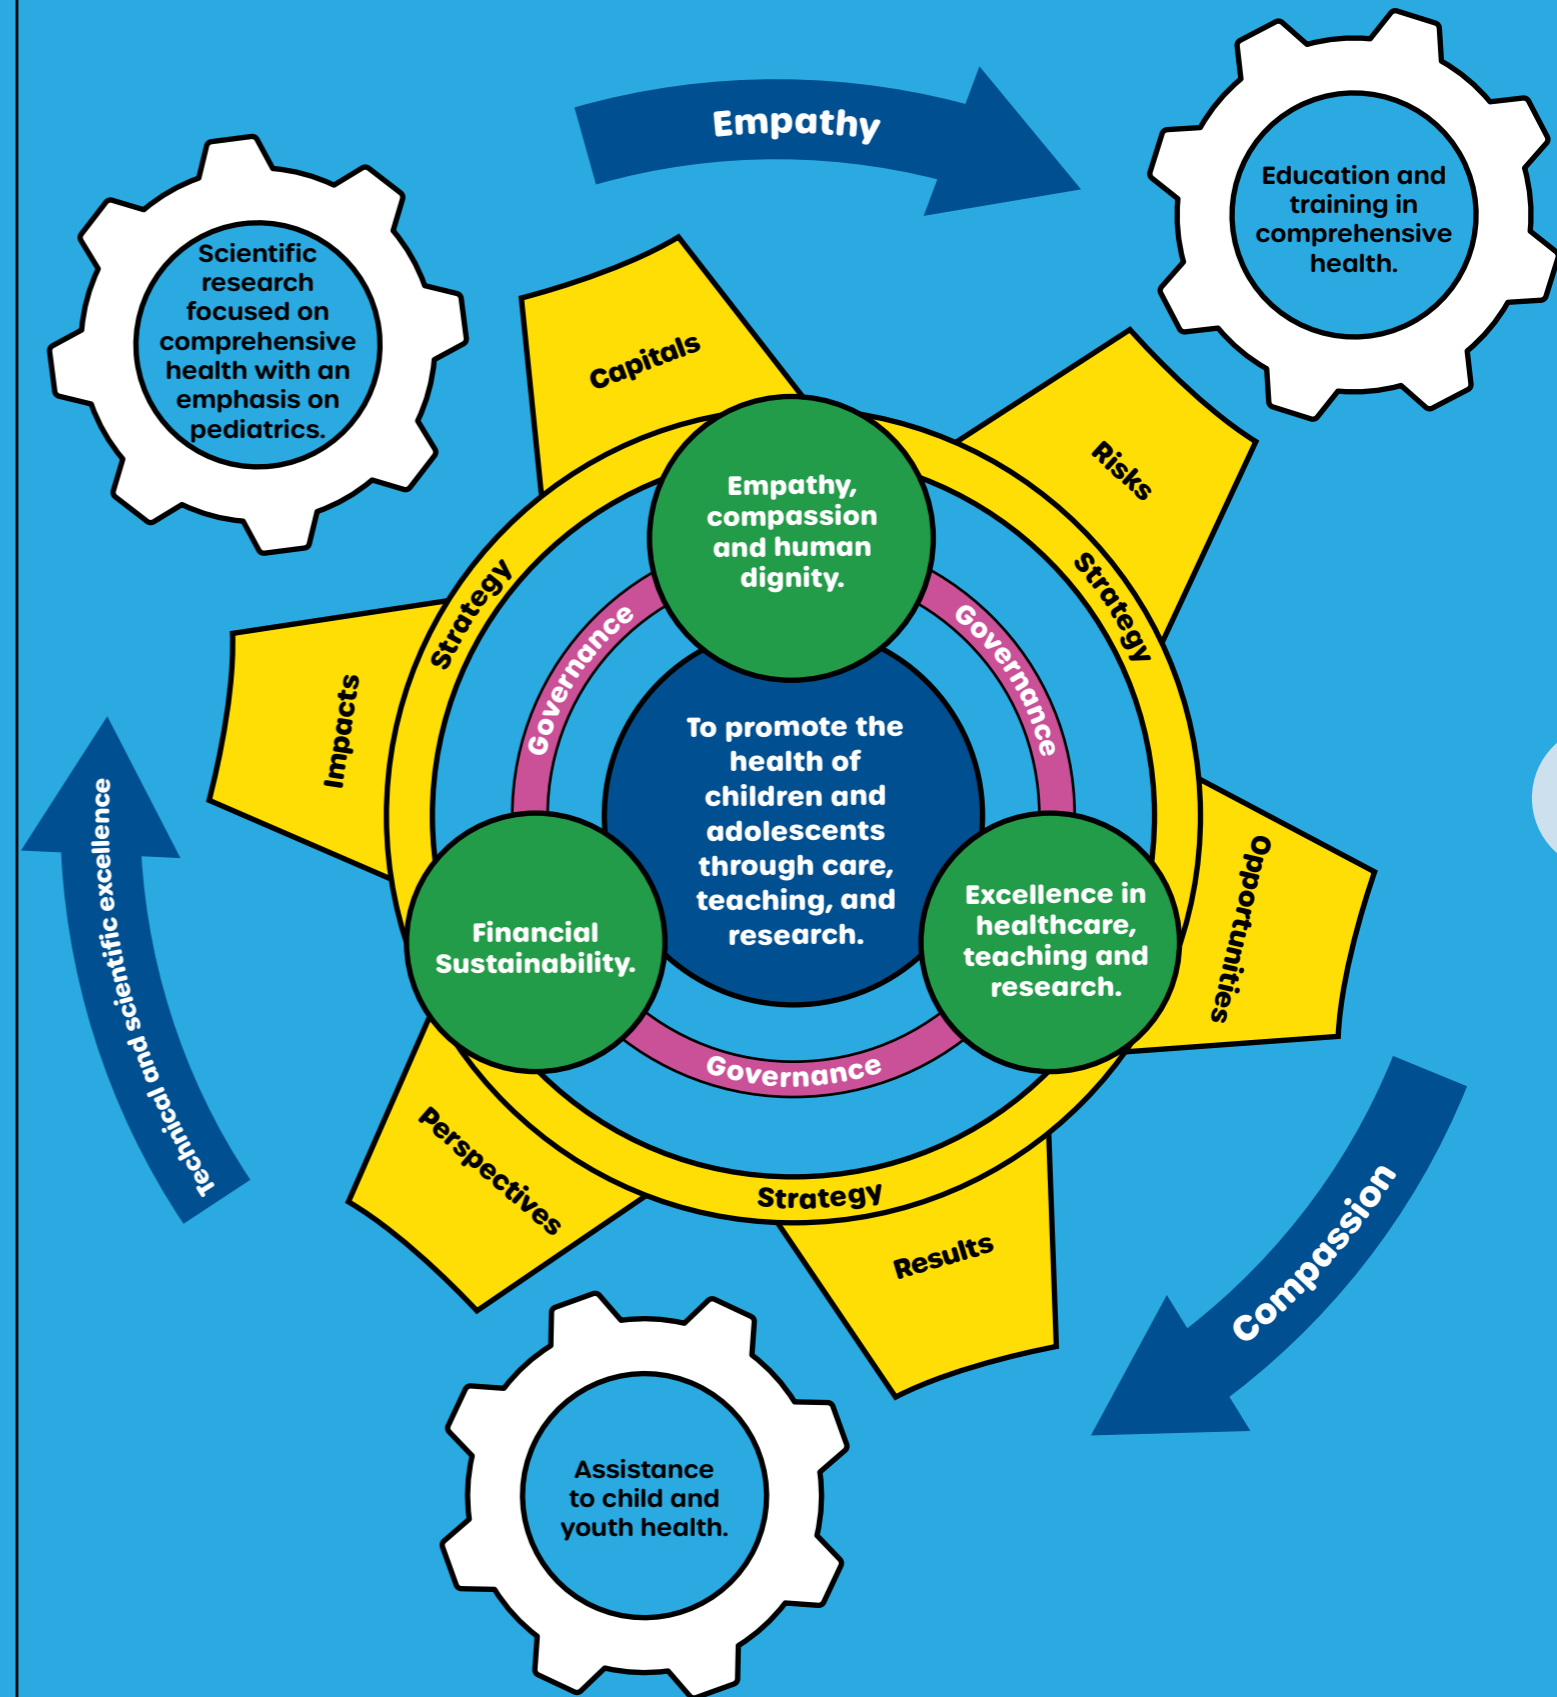 Empathy
Education and
training in
comprehensive
health.
Scientific
research
focused on
comprehensive
health with an
emphasis on
pediatrics.
Capitals
Risks
Empathy,
compassion
and human
dignity.
Strategy
Strategy
Governance
Governance
Impacts
To promote the
health of
children and
adolescents
through care,
teaching, and
research.
Opportunities
Technical and scientific excellence
Financial
Sustainability.
Excellence in
healthcare,
teaching and
research.
Governance
Perspectives
Strategy
Results
Compassion
Assistance
to child and
youth health.